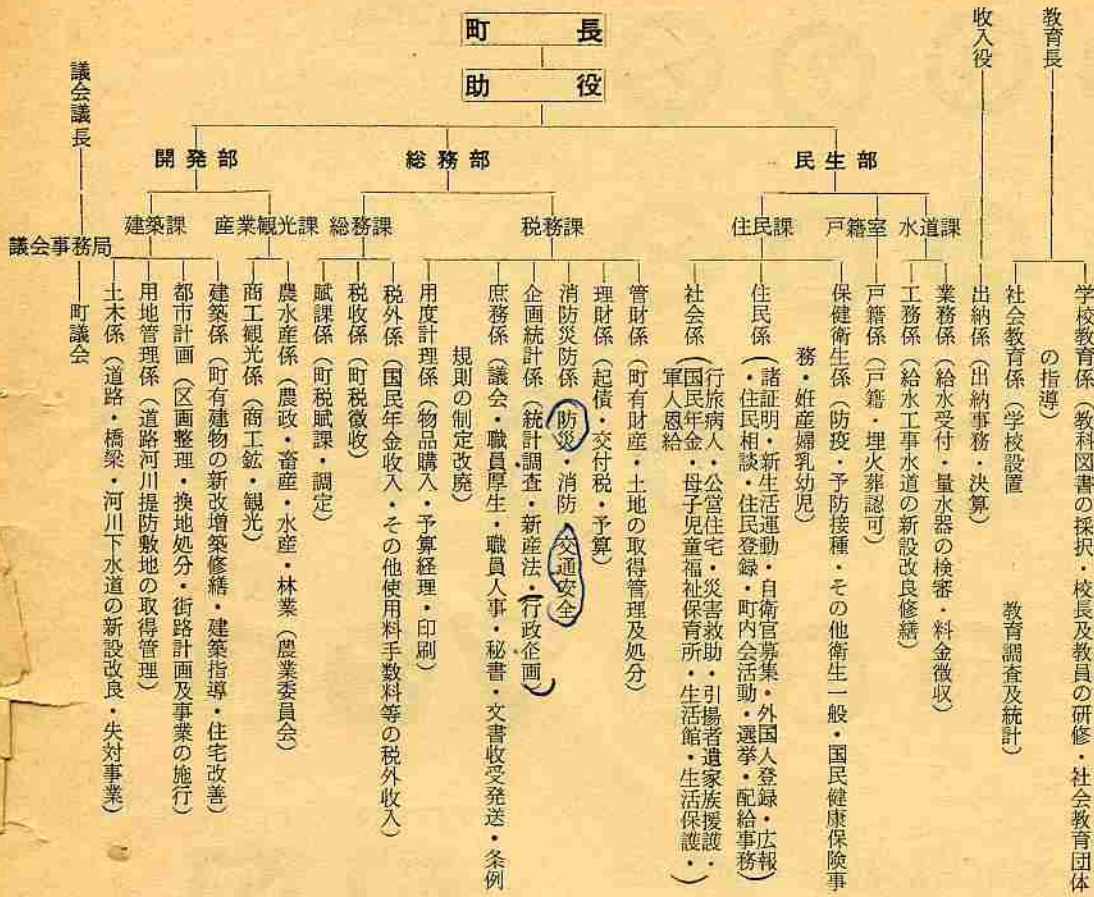 町長
助役
教育長
収入役
議会議長
民生部
総務部
開発部
水道課
戸籍室
住民課
税務課
総務課
産業観光課
建築課
議会事務局
学校教育係（教科図書の採択・校長及教員の研修・社会教育団体
の指導）
社会教育係（学校設置 教育調査及統計）
出納係（出納事務・決算）
業務係（給水受付・量水器の検審・料金徴収）
工務係（給水工事水道の新設改良修繕）
戸籍係（戸籍・埋火葬認可）
保健衛生係（防疫・予防接種・その他衛生一般・国民健康保険事
務・姙産婦乳幼児）
住民係（諸証明・新生活運動・自衛官募集・外国人登録・広報
・住民相談・住民登録・町内会活動・選挙・配給事務）
社会係（行旅病人・公営住宅・災害救助・引揚者遺家族援護・
国民年金・母子児童福祉保育所・生活館・生活保護・
軍人恩給
管財係（町有財産・土地の取得管理及処分）
理財係（起債・交付税・予算）
消防災防係（防災・消防 交通安全
企画統計係（統計調査・新産法・行政企画）
庶務係（議会・職員厚生・職員人事・秘書・文書収受発送・条例
規則の制定改廃）
用度計理係（物品購入・予算経理・印刷）
税外係（国民年金収入・その他使用料手数料等の税外収入）
税収係（町税徴収）
賦課係（町税賦課・調定）
農水産係（農政・畜産・水産・林業（農業委員会）
商工観光係（商工鉱・観光）
建築係（町有建物の新改増築修繕・建築指導・住宅改善）
都市計画（区画整理・換地処分・街路計画及事業の施行）
用地管理係（道路河川提防敷地の取得管理）
土木係（道路・橋梁・河川下水道の新設改良・失対事業）
町議会